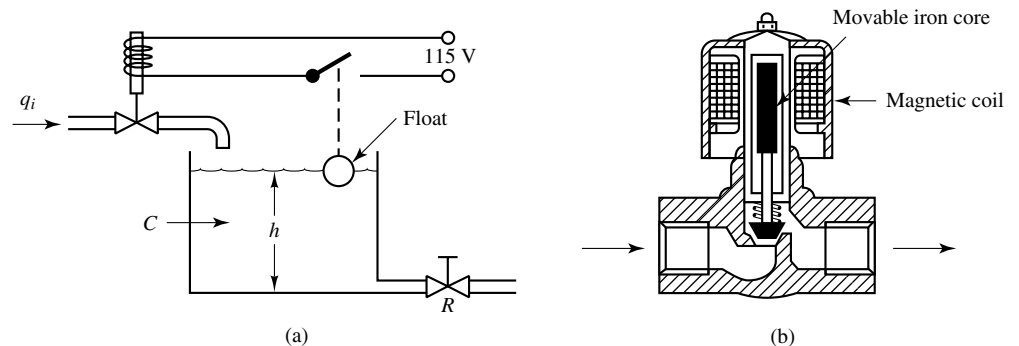 115 V
q_i
Float
C
h
R
(a)
Movable iron core
Magnetic coil
(b)